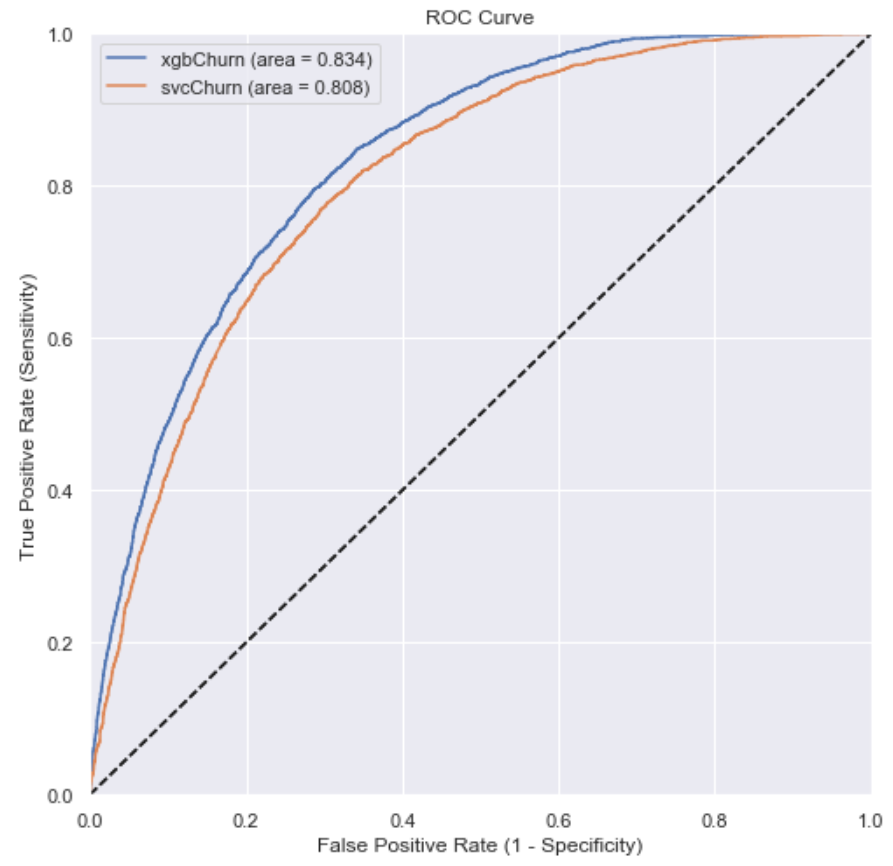 ROC Curve
xgbChurn (area = 0.834)
svcChurn (area = 0.808)
True Positive Rate (Sensitivity)
1.0
0.8
0.6
0.4
0.2
0.0
0.0 0.2 0.4 0.6 0.8 1.0
False Positive Rate (1 - Specificity)